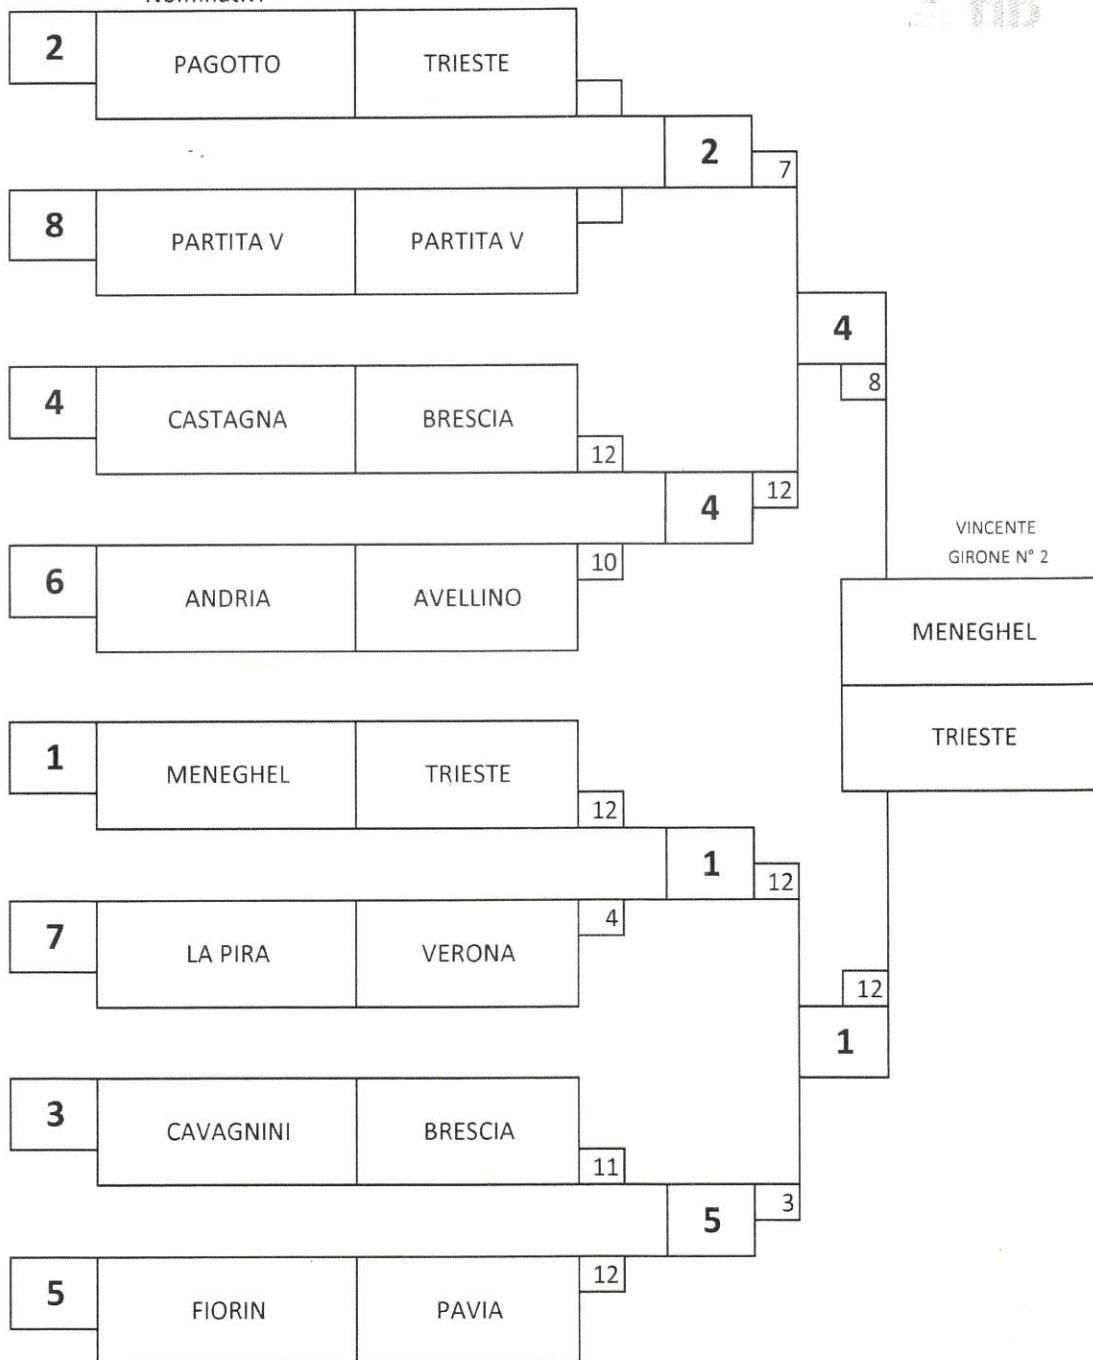 2
PAGOTTO TRIESTE
2
7
8
PARTITA V PARTITA V
4
8
4
CASTAGNA BRESCIA
12
4
12
6
ANDRIA AVELLINO
10
VINCENTE
GIRONE N° 2
MENEGHEL
TRIESTE
1
MENEGHEL TRIESTE
12
1
12
7
LA PIRA VERONA
4
12
1
3
CAVAGNINI BRESCIA
11
5
3
5
FIORIN PAVIA
12